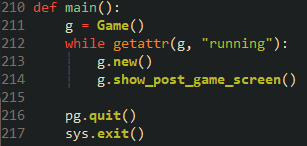 210 def main():
211     g = Game()
212     while getattr(g, "running"):
213         g.new()
214         g.show_post_game_screen()
215
216     pg.quit()
217     sys.exit()